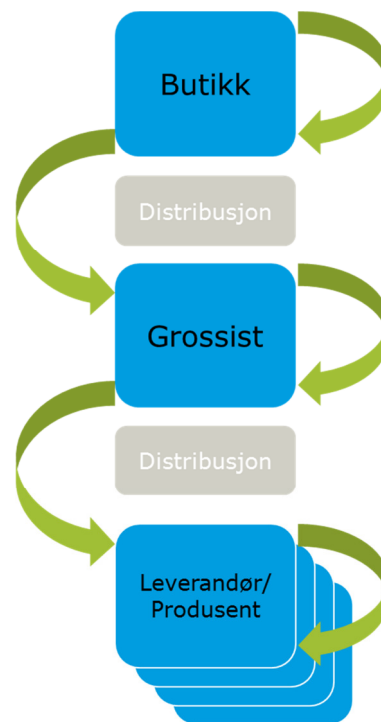 Butikk
Distribusjon
Grossist
Distribusjon
Leverandør/
Produsent